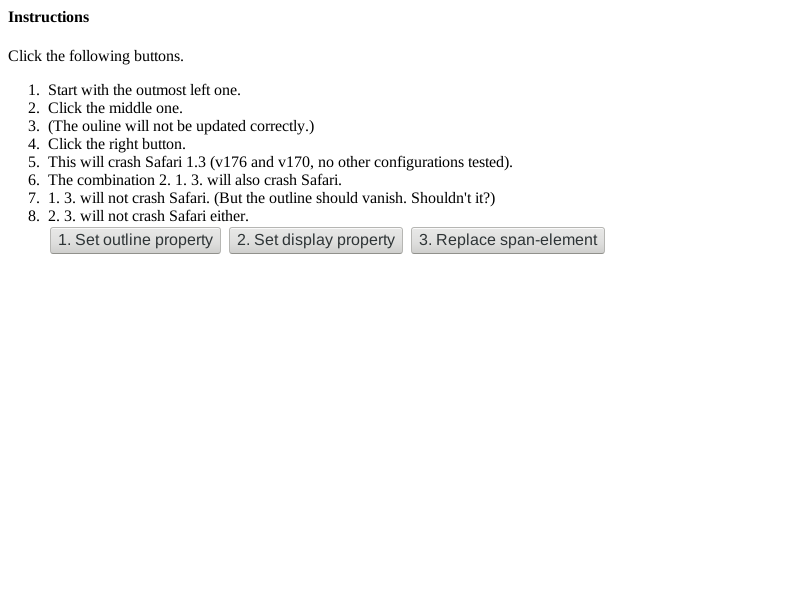 Instructions
Click the following buttons.
1. Start with the outmost left one.
2. Click the middle one.
3. (The ouline will not be updated correctly.)
4. Click the right button.
5. This will crash Safari 1.3 (v176 and v170, no other configurations tested).
6. The combination 2. 1. 3. will also crash Safari.
7. 1. 3. will not crash Safari. (But the outline should vanish. Shouldn't it?)
8. 2. 3. will not crash Safari either.
1. Set outline property 2. Set display property 3. Replace span-element